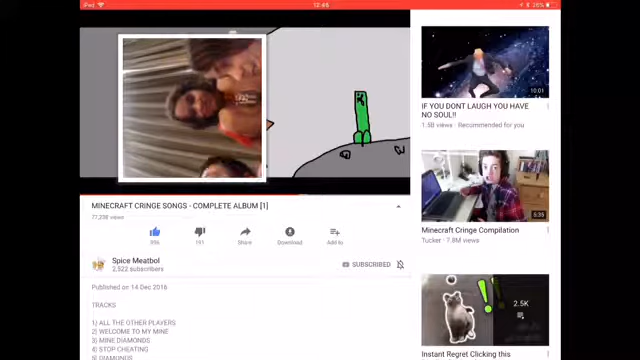 iPad
12:46
28%
MINECRAFT CRINGE SONGS - COMPLETE ALBUM [1]
77,298 views
896
191
Share
Download
Add to
Spice Meatbol
2,522 subscribers
SUBSCRIBED
Published on 14 Dec 2016
TRACKS
1) ALL THE OTHER PLAYERS
2) WELCOME TO MY MINE
3) MINE DIAMONDS
4) STOP CHEATING
5) DIAMONDS
10:01
IF YOU DONT LAUGH YOU HAVE
NO SOUL!!
1.5B views · Recommended for you
6:36
Minecraft Cringe Compilation
Tucker · 7.8M views
2.5K
Instant Regret Clicking this